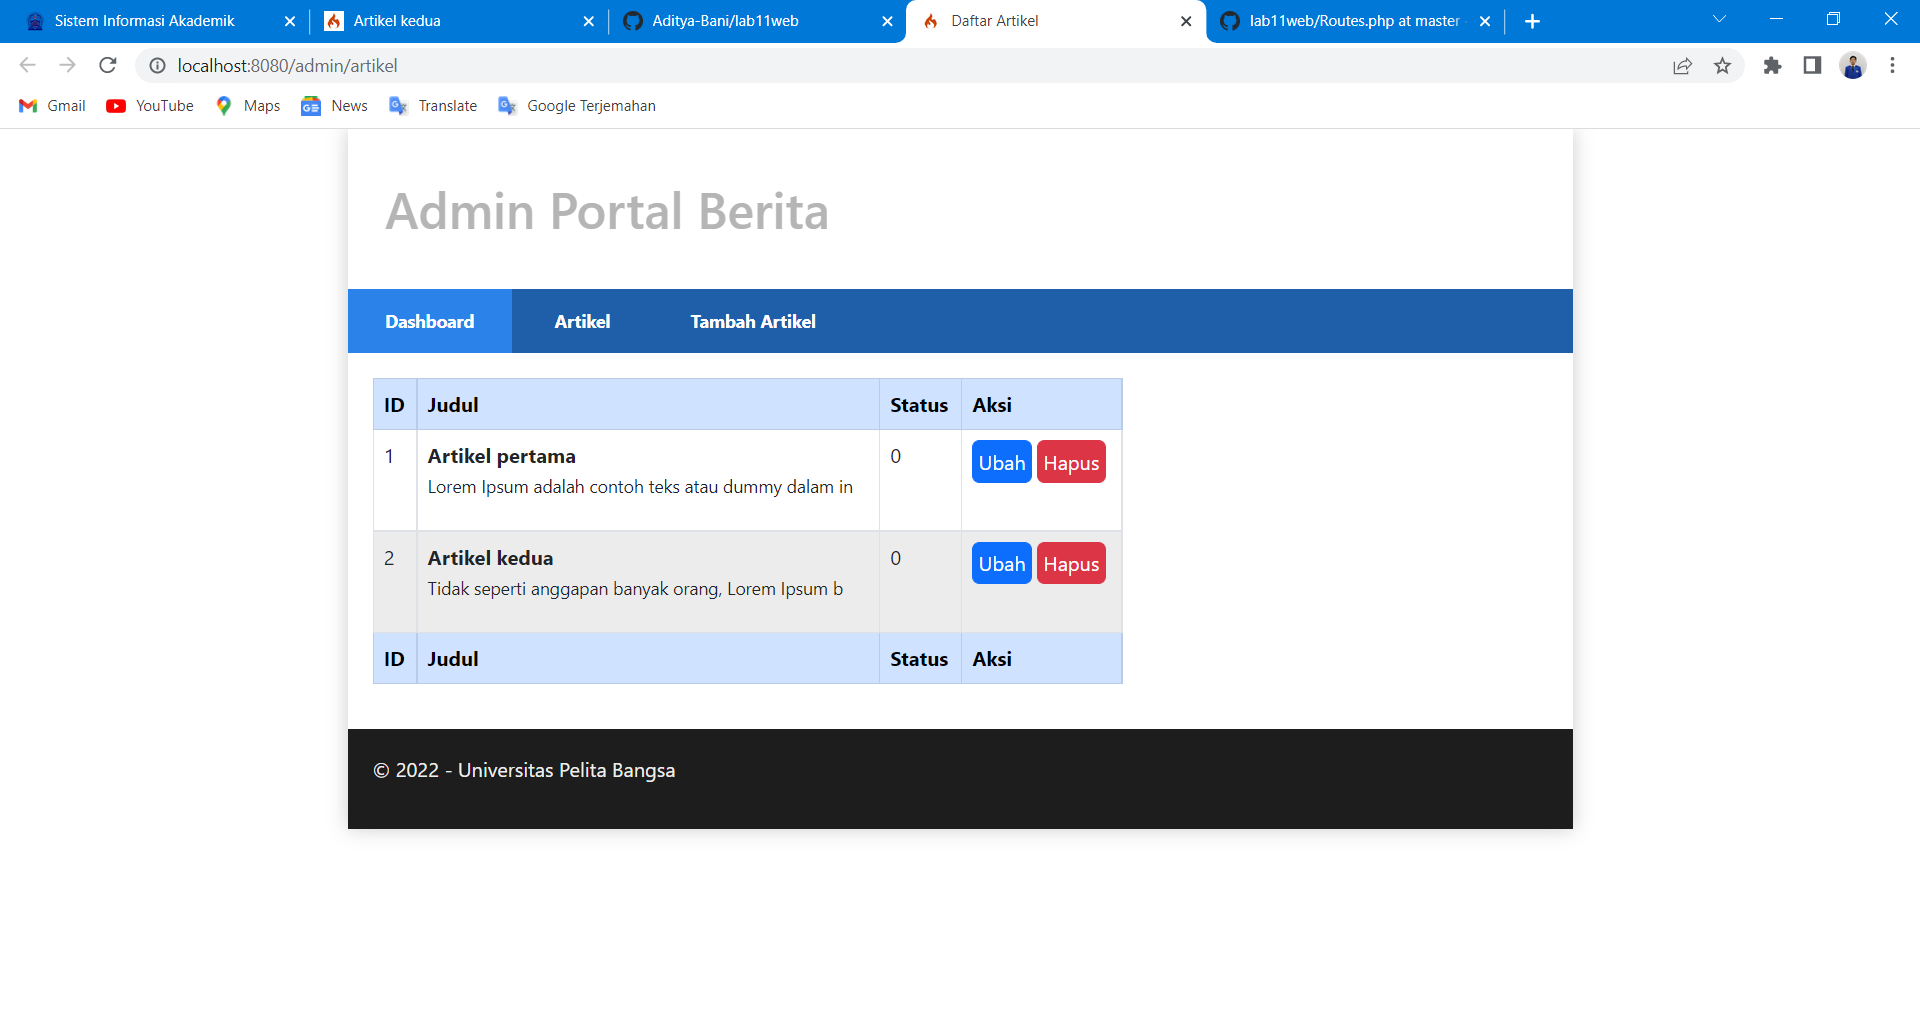 Sistem Informasi Akademik
Artikel kedua
Aditya-Bani/lab11web
Daftar Artikel
lab11web/Routes.php at master
localhost:8080/admin/artikel
Gmail
YouTube
Maps
News
Translate
Google Terjemahan
Admin Portal Berita
Dashboard
Artikel
Tambah Artikel
ID Judul Status Aksi
1 Artikel pertama 0 Ubah Hapus
Lorem Ipsum adalah contoh teks atau dummy dalam in
2 Artikel kedua 0 Ubah Hapus
Tidak seperti anggapan banyak orang, Lorem Ipsum b
ID Judul Status Aksi
© 2022 - Universitas Pelita Bangsa